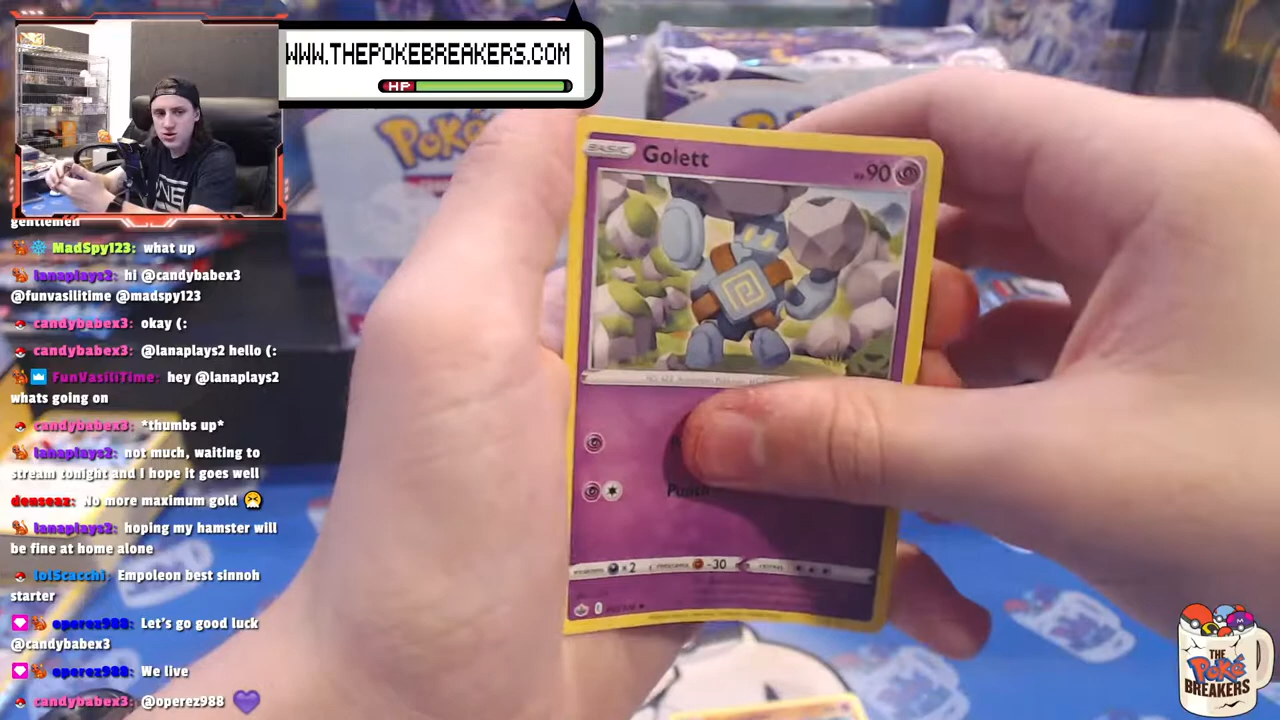 WWW.THEPOKEBREAKERS.COM
HP
gentlemen
MadSpy123: what up
lanaplays2: hi @candybabex3
@funvasilitime @madspy123
candybabex3: okay (:
candybabex3: @lanaplays2 hello (:
FunVasiliTime: hey @lanaplays2
whats going on
candybabex3: *thumbs up*
lanaplays2: not much, waiting to
stream tonight and I hope it goes well
denseaz: No more maximum gold
lanaplays2: hoping my hamster will
be fine at home alone
lolScacchi: Empoleon best sinnoh
starter
operez988: Let's go good luck
@candybabex3
operez988: We live
candybabex3: @operez988
Poké
BASIC Golett HP 90
Punch
×2 -30
THE
Poké
BREAKERS